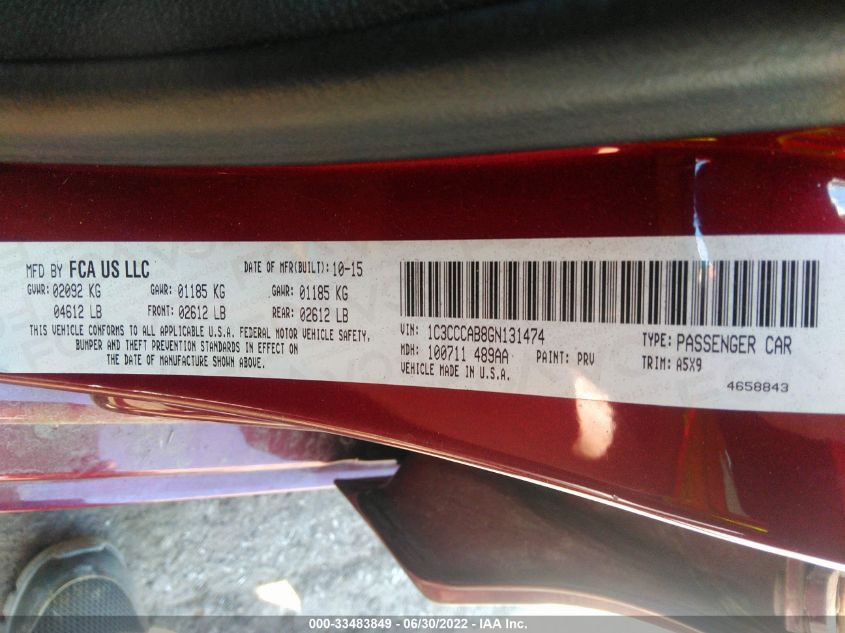 MFD BY FCA US LLC DATE OF MFR(BUILT): 10-15
GVWR: 02092 KG GAWR: 01185 KG GAWR: 01185 KG
04612 LB FRONT: 02612 LB REAR: 02612 LB
THIS VEHICLE CONFORMS TO ALL APPLICABLE U.S.A. FEDERAL MOTOR VEHICLE SAFETY,
BUMPER AND THEFT PREVENTION STANDARDS IN EFFECT ON
THE DATE OF MANUFACTURE SHOWN ABOVE.
VIN: 1C3CCCAB8GN131474 TYPE: PASSENGER CAR
MDH: 100711 489AA PAINT: PRV TRIM: A5X9
VEHICLE MADE IN U.S.A.
4658843
000-33483849 - 06/30/2022 - IAA Inc.